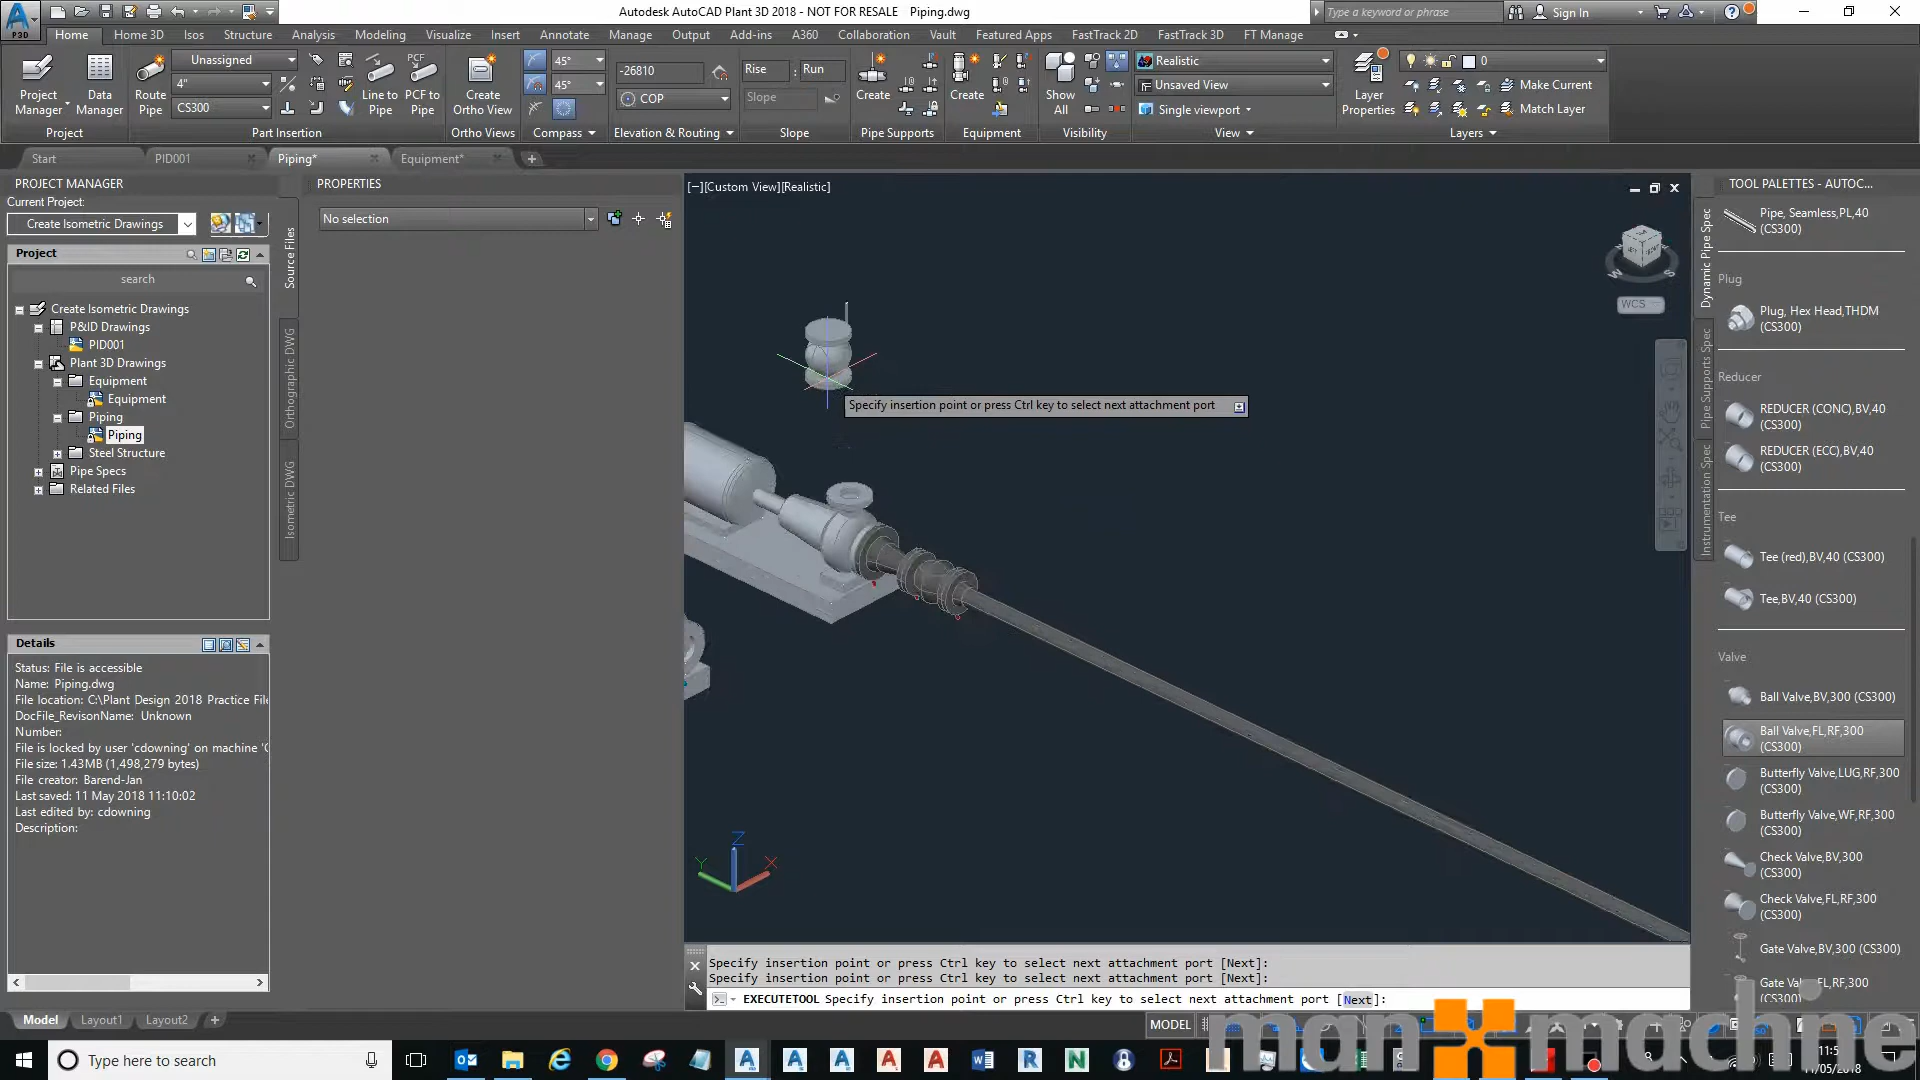 Autodesk AutoCAD Plant 3D 2018 - NOT FOR RESALE Piping.dwg
Type a keyword or phrase
Sign In
P3D
Home
Home 3D
Isos
Structure
Analysis
Modeling
Visualize
Insert
Annotate
Manage
Output
Add-ins
A360
Collaboration
Vault
Featured Apps
FastTrack 2D
FastTrack 3D
FT Manage
Project Manager
Data Manager
Project
Route Pipe
Unassigned
4"
CS300
Line to Pipe
PCF to Pipe
Part Insertion
Create Ortho View
Ortho Views
45°
45°
Compass
-26810
COP
Elevation & Routing
Rise : Run
Slope
Slope
Create
Pipe Supports
Create
Equipment
Show All
Visibility
Realistic
Unsaved View
Single viewport
View
Layer Properties
0
Make Current
Match Layer
Layers
Start
PID001
Piping*
Equipment*
PROJECT MANAGER
Current Project:
Create Isometric Drawings
Project
search
Create Isometric Drawings
P&ID Drawings
PID001
Plant 3D Drawings
Equipment
Equipment
Piping
Piping
Steel Structure
Pipe Specs
Related Files
Source Files
Orthographic DWG
Isometric DWG
Details
Status: File is accessible
Name: Piping.dwg
File location: C:\Plant Design 2018 Practice File
DocFile_RevisonName: Unknown
Number:
File is locked by user 'cdowning' on machine 'C
File size: 1.43MB (1,498,279 bytes)
File creator: Barend-Jan
Last saved: 11 May 2018 11:10:02
Last edited by: cdowning
Description:
PROPERTIES
No selection
[−][Custom View][Realistic]
WCS
Specify insertion point or press Ctrl key to select next attachment port
Z
Y
X
TOOL PALETTES - AUTOC...
Dynamic Pipe Spec
Pipe Supports Spec
Instrumentation Spec
Pipe, Seamless,PL,40 (CS300)
Plug
Plug, Hex Head,THDM (CS300)
Reducer
REDUCER (CONC),BV,40 (CS300)
REDUCER (ECC),BV,40 (CS300)
Tee
Tee (red),BV,40 (CS300)
Tee,BV,40 (CS300)
Valve
Ball Valve,BV,300 (CS300)
Ball Valve,FL,RF,300 (CS300)
Butterfly Valve,LUG,RF,300 (CS300)
Butterfly Valve,WF,RF,300 (CS300)
Check Valve,BV,300 (CS300)
Check Valve,FL,RF,300 (CS300)
Gate Valve,BV,300 (CS300)
Gate Valve,FL,RF,300 (CS300)
Specify insertion point or press Ctrl key to select next attachment port [Next]:
Specify insertion point or press Ctrl key to select next attachment port [Next]:
EXECUTETOOL Specify insertion point or press Ctrl key to select next attachment port [Next]:
Model
Layout1
Layout2
MODEL
Type here to search
man machine
11/05/2018